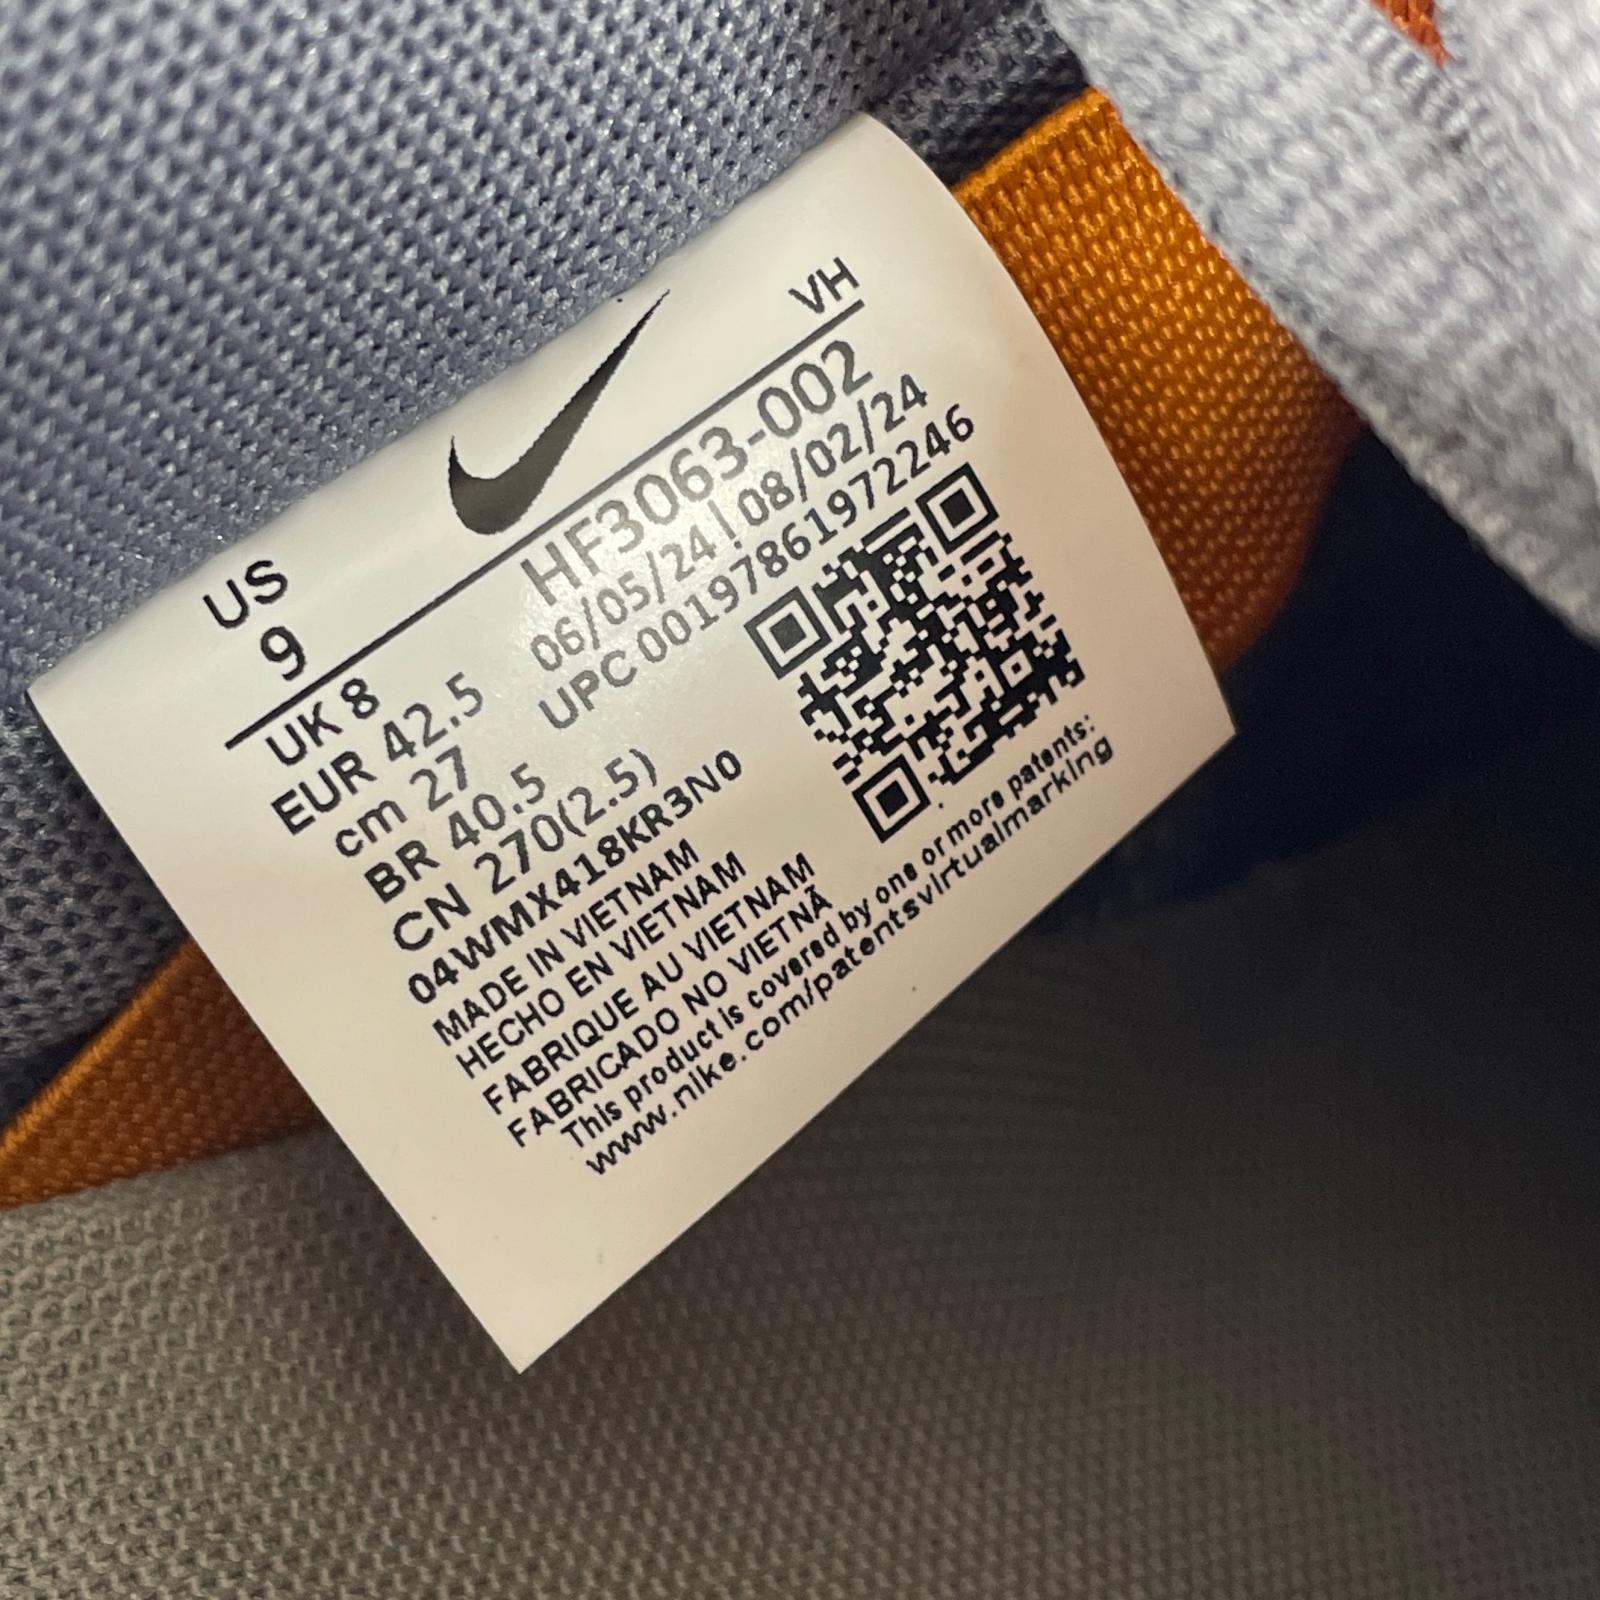 VH
US
9
HF3063-002
06/05/24 | 08/02/24
UPC 00197861972246
UK 8
EUR 42.5
cm 27
BR 40.5
CN 270(2.5)
04WMX418KR3N0
MADE IN VIETNAM
HECHO EN VIETNAM
FABRIQUE AU VIETNAM
FABRICADO NO VIETNÃ
This product is covered by one or more patents:
www.nike.com/patentsvirtualmarking